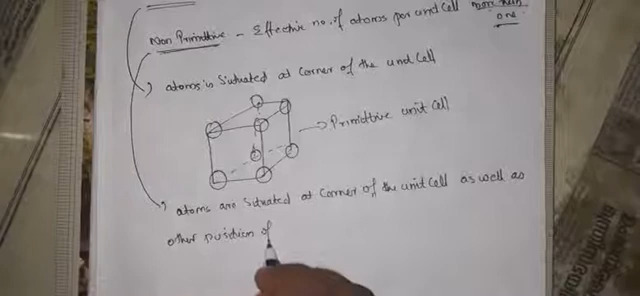 Non Primitive - Effective no. of atoms per unit cell more than
one.
atoms is Situated at corner of the unit cell
Primitive unit cell
atoms are Situated at corner of the unit cell as well as
other position of